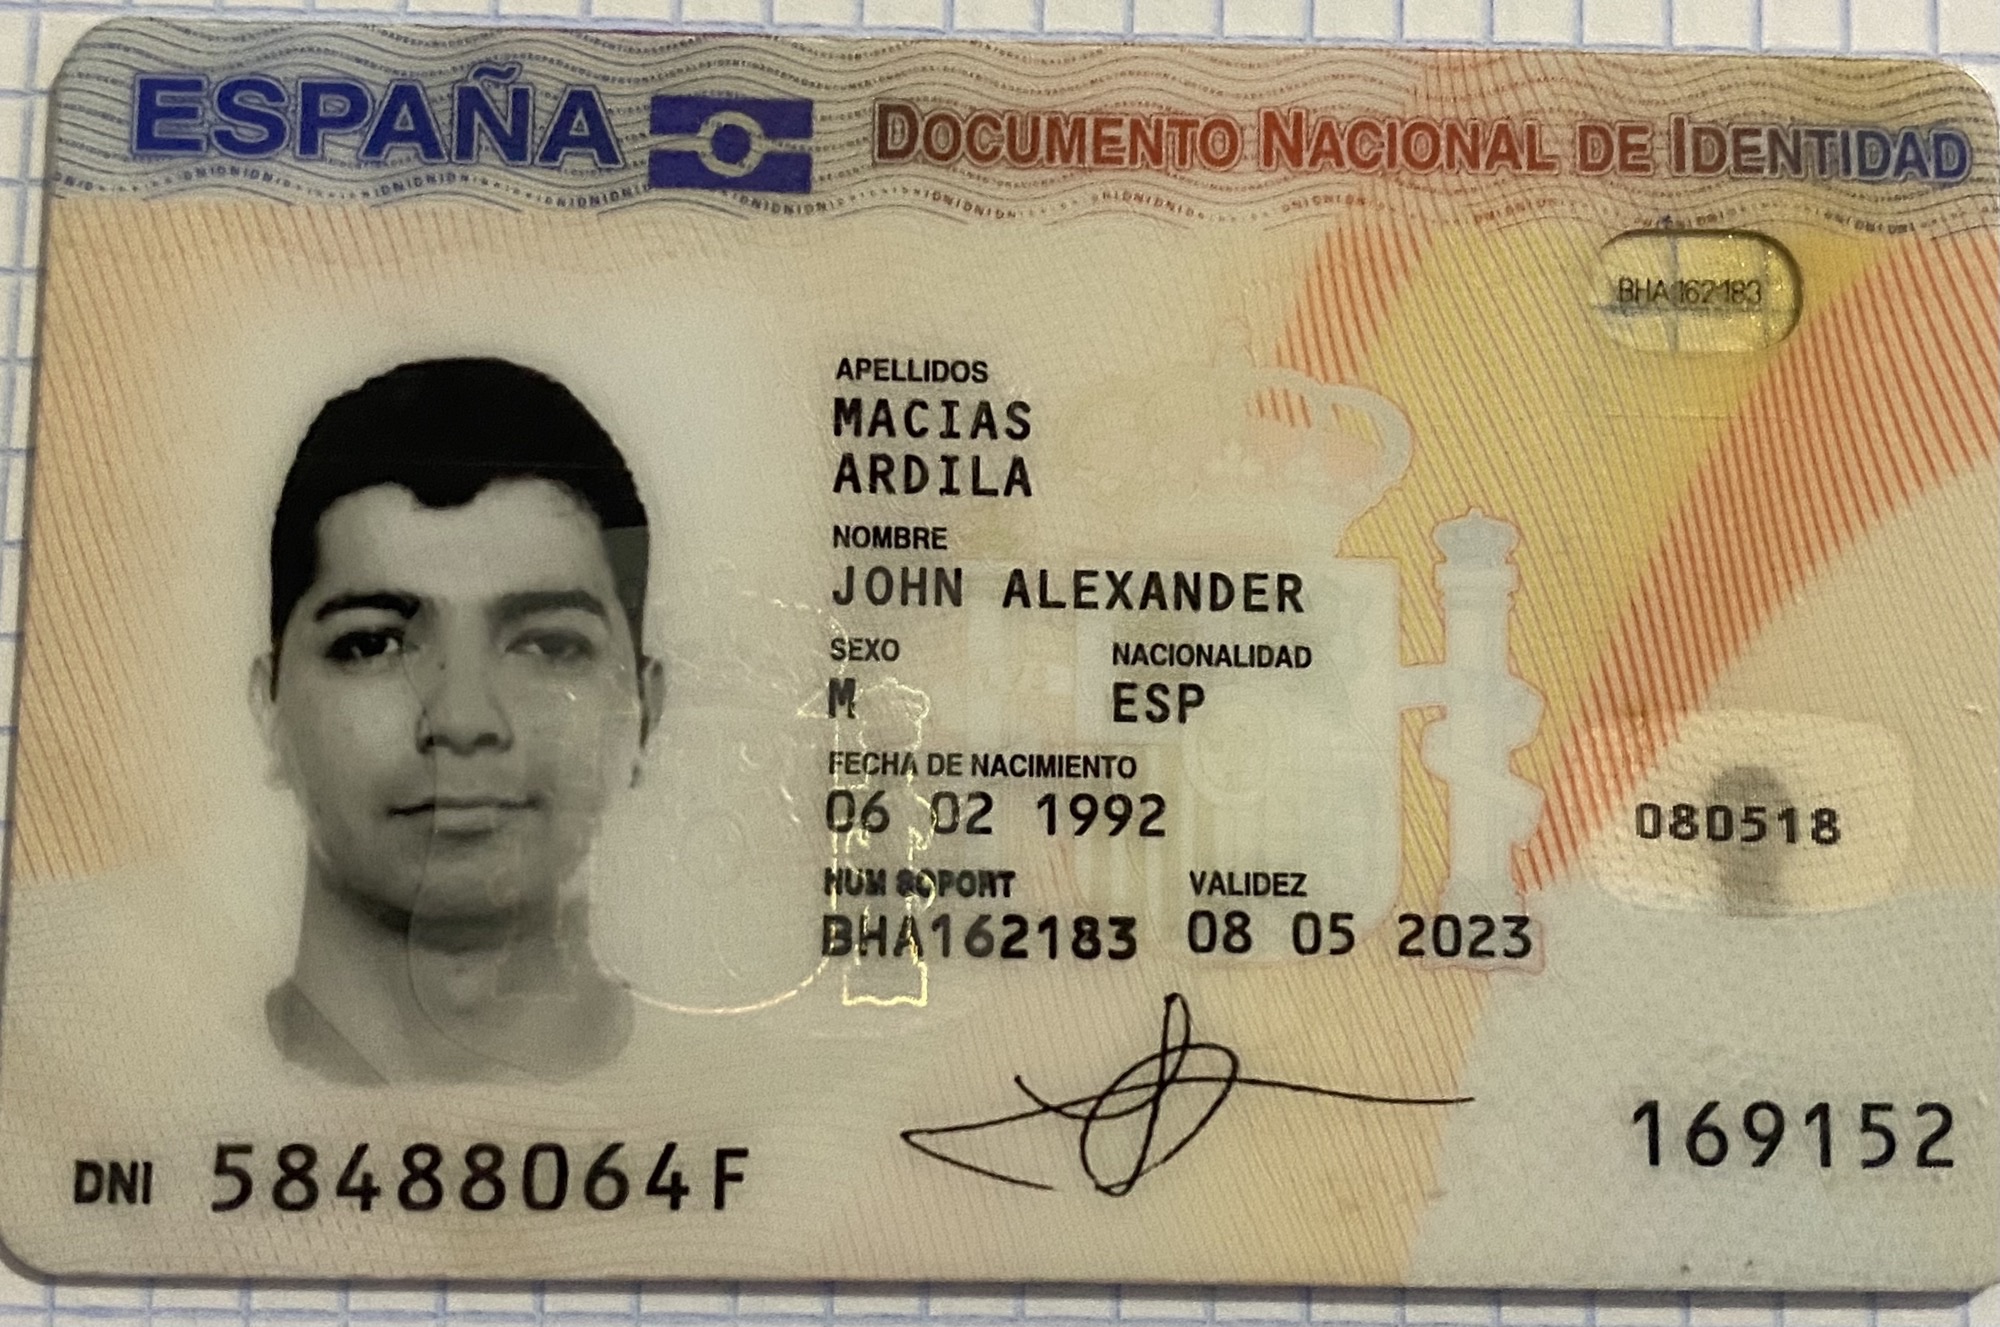 ESPAÑA DOCUMENTO NACIONAL DE IDENTIDAD
BHA162183
APELLIDOS
MACIAS
ARDILA
NOMBRE
JOHN ALEXANDER
SEXO NACIONALIDAD
M ESP
FECHA DE NACIMIENTO
06 02 1992
080518
NUM SOPORT VALIDEZ
BHA162183 08 05 2023
169152
DNI 58488064F